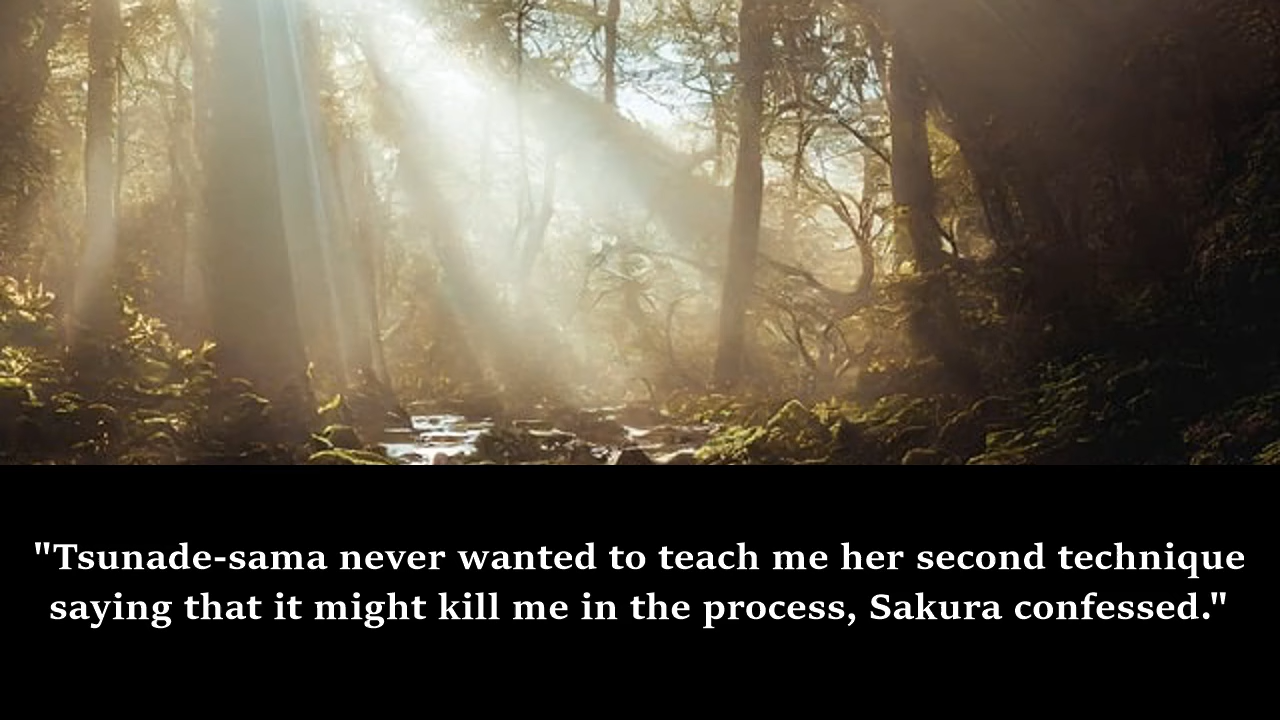 "Tsunade-sama never wanted to teach me her second technique
saying that it might kill me in the process, Sakura confessed."